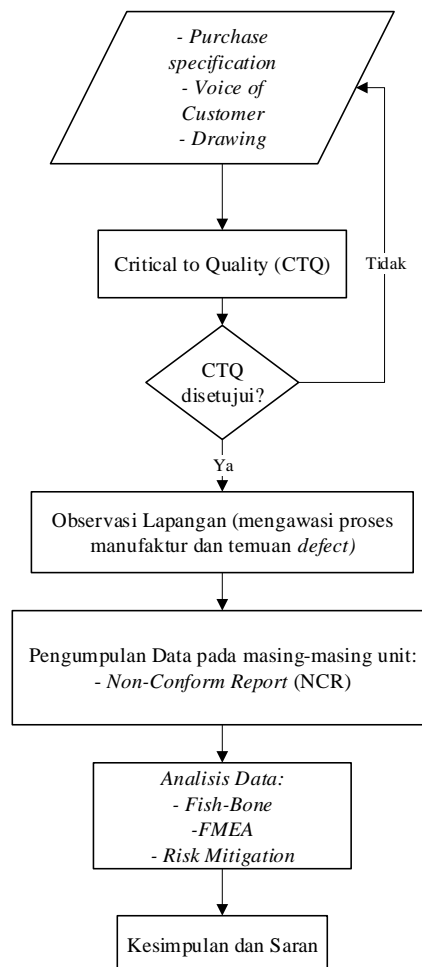 - Purchase
specification
- Voice of
Customer
- Drawing
Critical to Quality (CTQ)
Tidak
CTQ
disetujui?
Ya
Observasi Lapangan (mengawasi proses
manufaktur dan temuan defect)
Pengumpulan Data pada masing-masing unit:
- Non-Conform Report (NCR)
Analisis Data:
- Fish-Bone
-FMEA
- Risk Mitigation
Kesimpulan dan Saran